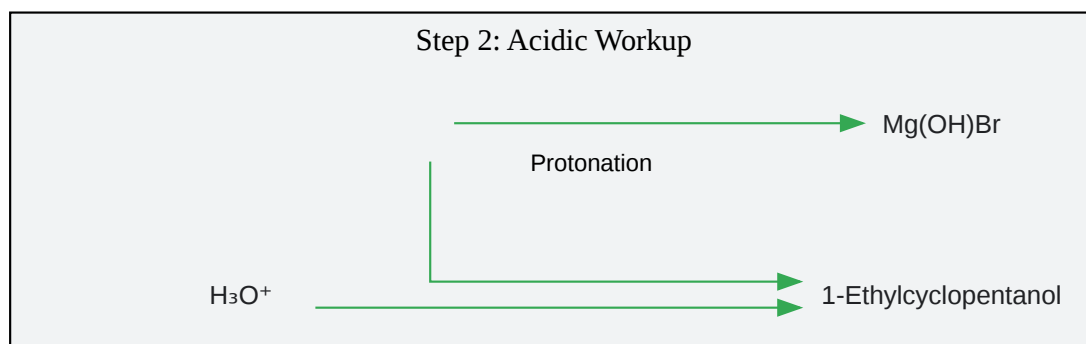 Step 2: Acidic Workup
Mg(OH)Br
Protonation
H₃O⁺
1-Ethylcyclopentanol